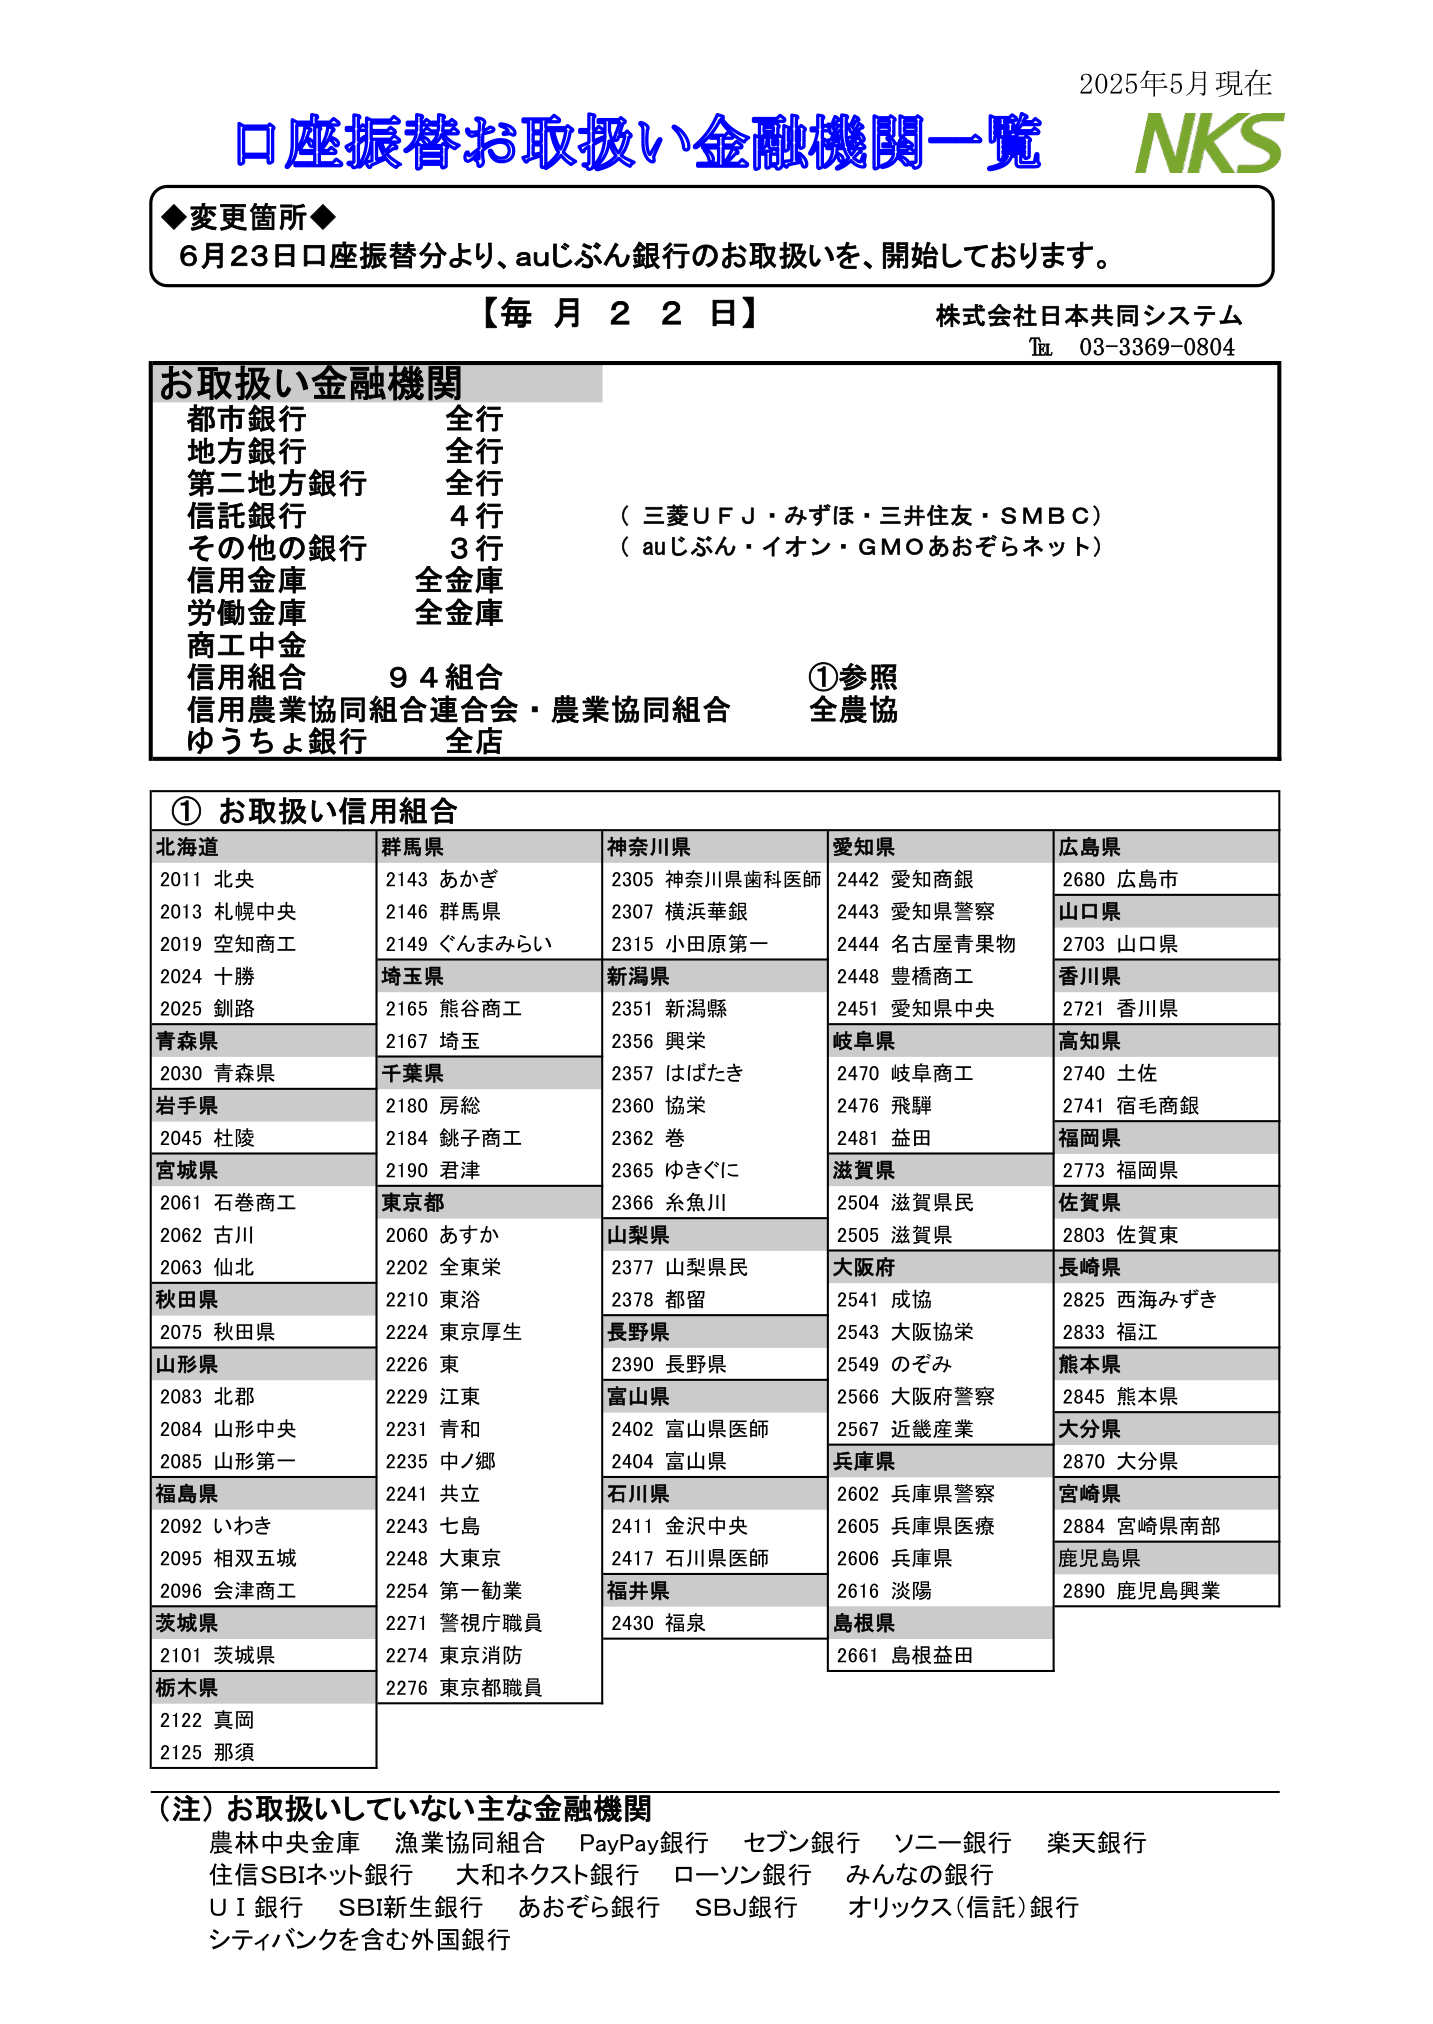 2025年5月現在
口座振替お取扱い金融機関一覧
NKS
◆変更箇所◆
６月２３日口座振替分より、auじぶん銀行のお取扱いを、開始しております。
【毎 月 ２ ２ 日】
株式会社日本共同システム
℡ 03-3369-0804
お取扱い金融機関
都市銀行 全行
地方銀行 全行
第二地方銀行 全行
信託銀行 ４行 （ 三菱ＵＦＪ・みずほ・三井住友・ＳＭＢＣ）
その他の銀行 ３行 （ auじぶん・イオン・ＧＭＯあおぞらネット）
信用金庫 全金庫
労働金庫 全金庫
商工中金
信用組合 ９４組合 ①参照
信用農業協同組合連合会・農業協同組合 全農協
ゆうちょ銀行 全店
① お取扱い信用組合
北海道
2011 北央
2013 札幌中央
2019 空知商工
2024 十勝
2025 釧路
青森県
2030 青森県
岩手県
2045 杜陵
宮城県
2061 石巻商工
2062 古川
2063 仙北
秋田県
2075 秋田県
山形県
2083 北郡
2084 山形中央
2085 山形第一
福島県
2092 いわき
2095 相双五城
2096 会津商工
茨城県
2101 茨城県
栃木県
2122 真岡
2125 那須
群馬県
2143 あかぎ
2146 群馬県
2149 ぐんまみらい
埼玉県
2165 熊谷商工
2167 埼玉
千葉県
2180 房総
2184 銚子商工
2190 君津
東京都
2060 あすか
2202 全東栄
2210 東浴
2224 東京厚生
2226 東
2229 江東
2231 青和
2235 中ノ郷
2241 共立
2243 七島
2248 大東京
2254 第一勧業
2271 警視庁職員
2274 東京消防
2276 東京都職員
神奈川県
2305 神奈川県歯科医師
2307 横浜華銀
2315 小田原第一
新潟県
2351 新潟縣
2356 興栄
2357 はばたき
2360 協栄
2362 巻
2365 ゆきぐに
2366 糸魚川
山梨県
2377 山梨県民
2378 都留
長野県
2390 長野県
富山県
2402 富山県医師
2404 富山県
石川県
2411 金沢中央
2417 石川県医師
福井県
2430 福泉
愛知県
2442 愛知商銀
2443 愛知県警察
2444 名古屋青果物
2448 豊橋商工
2451 愛知県中央
岐阜県
2470 岐阜商工
2476 飛騨
2481 益田
滋賀県
2504 滋賀県民
2505 滋賀県
大阪府
2541 成協
2543 大阪協栄
2549 のぞみ
2566 大阪府警察
2567 近畿産業
兵庫県
2602 兵庫県警察
2605 兵庫県医療
2606 兵庫県
2616 淡陽
島根県
2661 島根益田
広島県
2680 広島市
山口県
2703 山口県
香川県
2721 香川県
高知県
2740 土佐
2741 宿毛商銀
福岡県
2773 福岡県
佐賀県
2803 佐賀東
長崎県
2825 西海みずき
2833 福江
熊本県
2845 熊本県
大分県
2870 大分県
宮崎県
2884 宮崎県南部
鹿児島県
2890 鹿児島興業
（注）お取扱いしていない主な金融機関
農林中央金庫 漁業協同組合 PayPay銀行 セブン銀行 ソニー銀行 楽天銀行
住信SBIネット銀行 大和ネクスト銀行 ローソン銀行 みんなの銀行
ＵＩ銀行 SBI新生銀行 あおぞら銀行 SBJ銀行 オリックス（信託）銀行
シティバンクを含む外国銀行